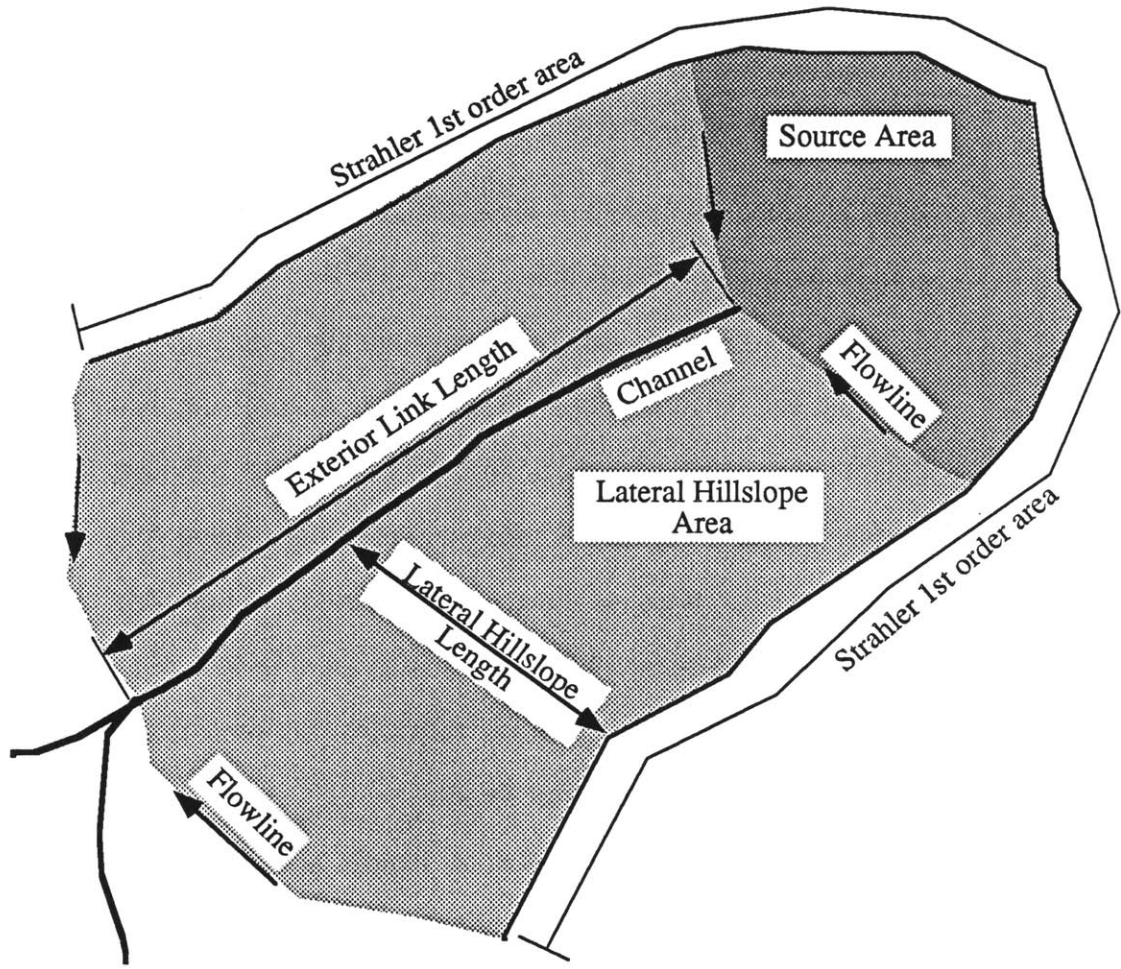 Strahler 1st order area
Source Area
Exterior Link Length
Channel
Flowline
Lateral Hillslope
Area
Lateral Hillslope
Length
Strahler 1st order area
Flowline